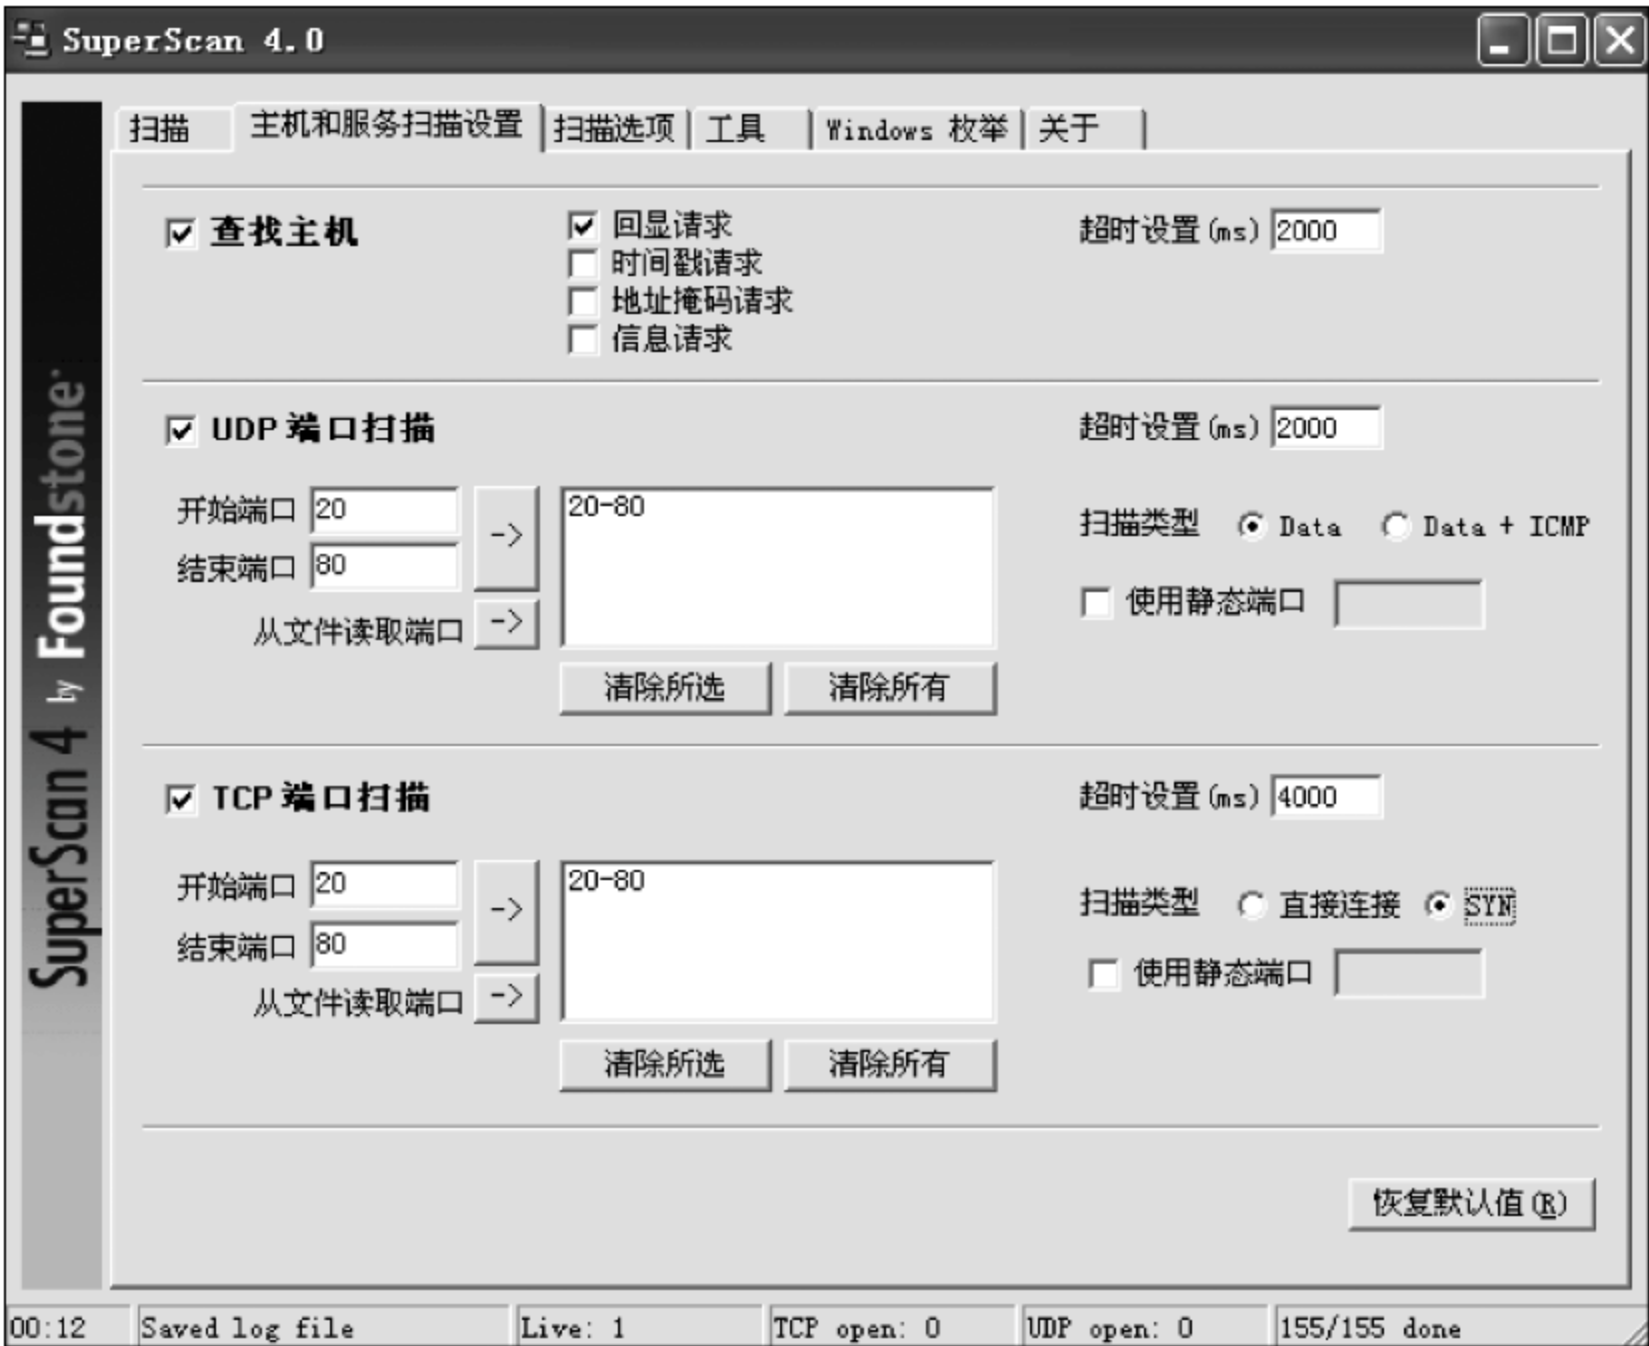 SuperScan 4.0
扫描 主机和服务扫描设置 扫描选项 工具 Windows 枚举 关于
查找主机
回显请求
时间戳请求
地址掩码请求
信息请求
超时设置(ms) 2000
UDP 端口扫描
超时设置(ms) 2000
开始端口 20
结束端口 80
->
从文件读取端口 ->
20-80
清除所选 清除所有
扫描类型 Data Data + ICMP
使用静态端口
TCP 端口扫描
超时设置(ms) 4000
开始端口 20
结束端口 80
->
从文件读取端口 ->
20-80
清除所选 清除所有
扫描类型 直接连接 SYN
使用静态端口
恢复默认值(R)
SuperScan 4 by Foundstone
00:12 Saved log file Live: 1 TCP open: 0 UDP open: 0 155/155 done